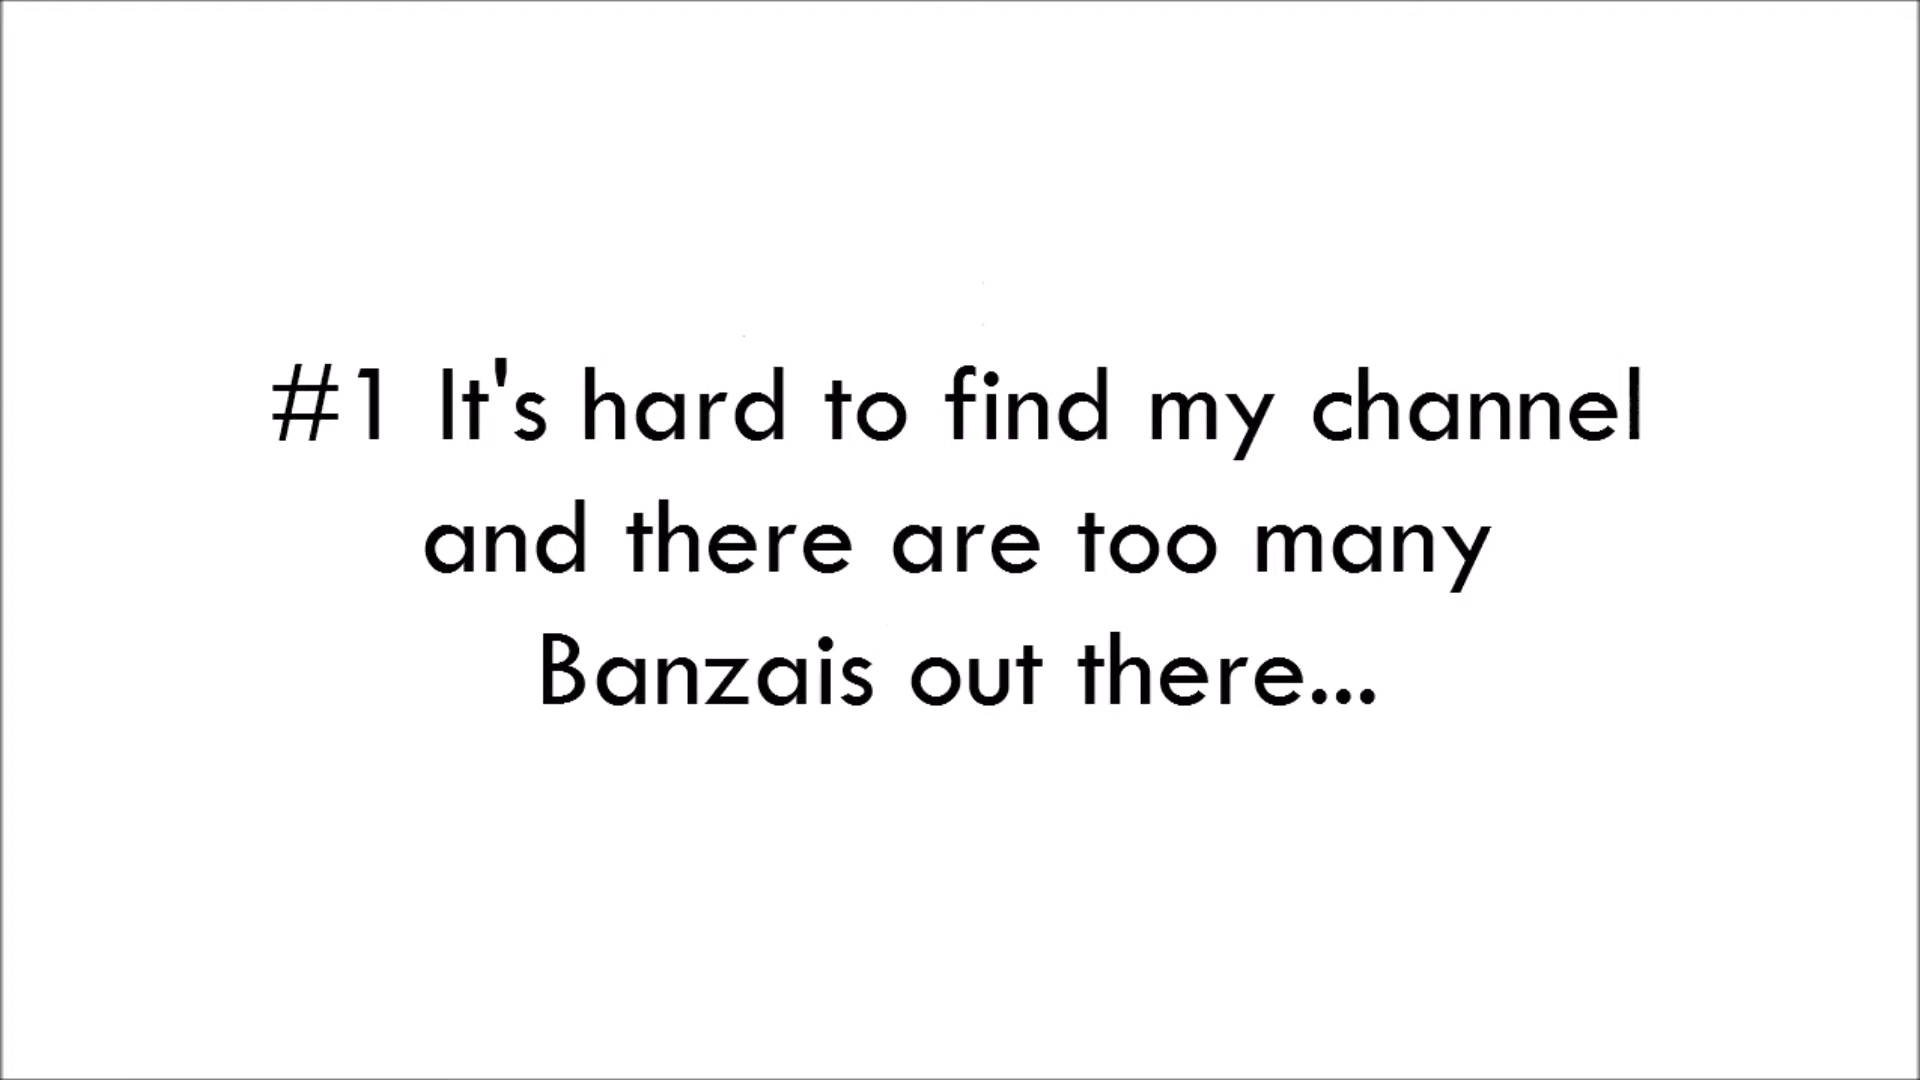 #1 It's hard to find my channel
and there are too many
Banzais out there...